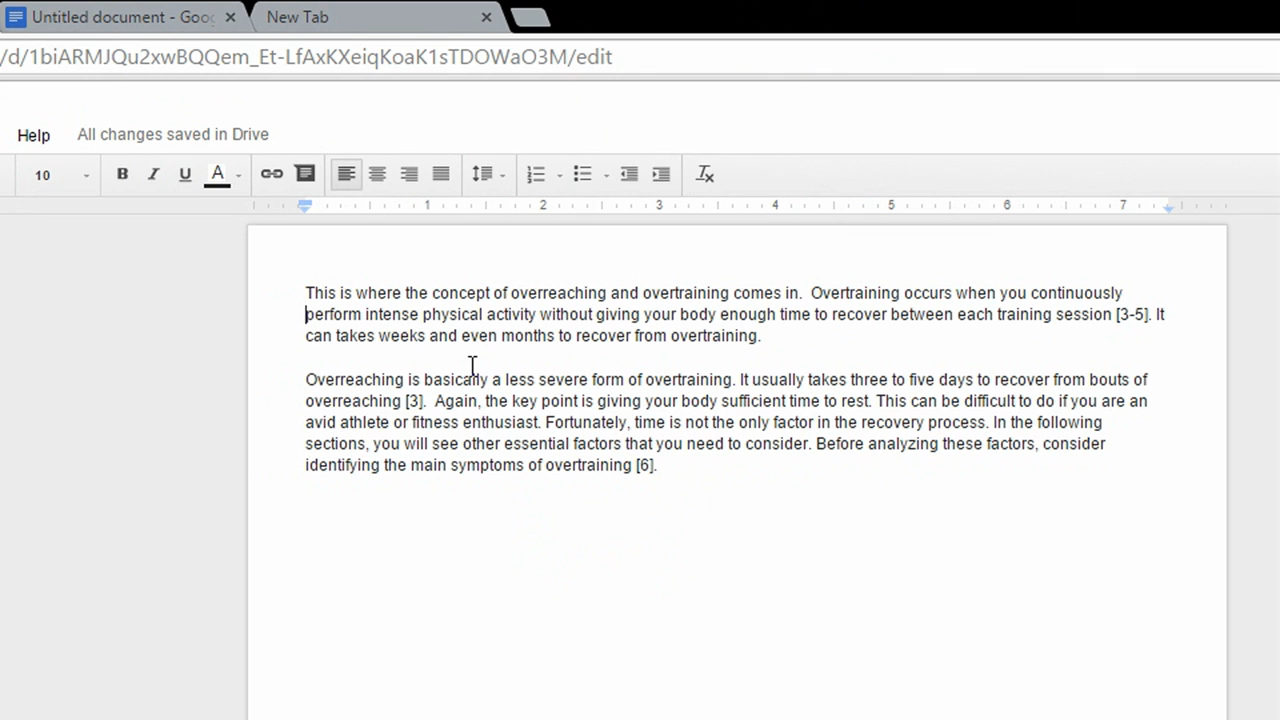 Untitled document - Goo
New Tab
/d/1biARMJQu2xwBQQem_Et-LfAxKXeiqKoaK1sTDOWaO3M/edit
Help All changes saved in Drive
10 B I U A
1 2 3 4 5 6 7
This is where the concept of overreaching and overtraining comes in.  Overtraining occurs when you continuously
perform intense physical activity without giving your body enough time to recover between each training session [3-5]. It
can takes weeks and even months to recover from overtraining.
Overreaching is basically a less severe form of overtraining. It usually takes three to five days to recover from bouts of
overreaching [3].  Again, the key point is giving your body sufficient time to rest. This can be difficult to do if you are an
avid athlete or fitness enthusiast. Fortunately, time is not the only factor in the recovery process. In the following
sections, you will see other essential factors that you need to consider. Before analyzing these factors, consider
identifying the main symptoms of overtraining [6].